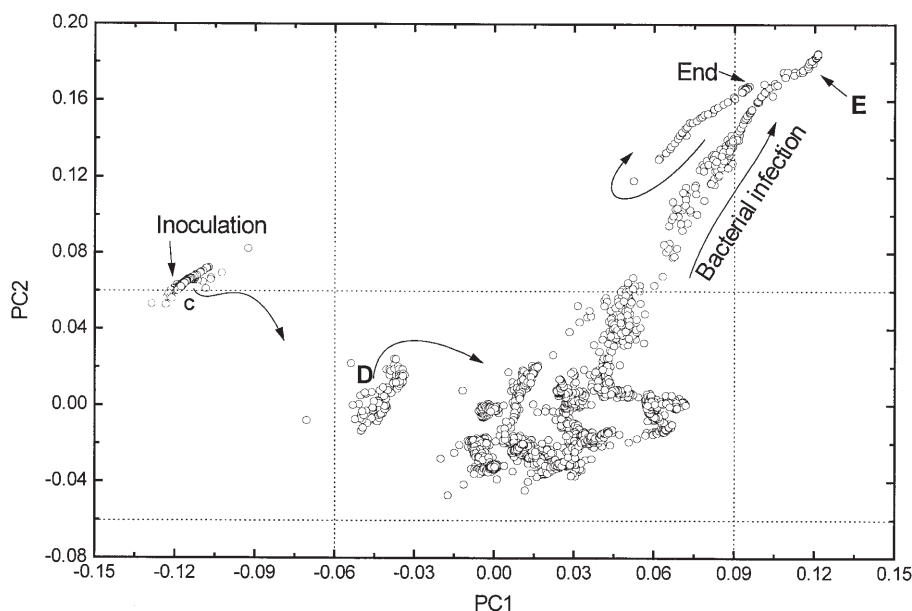 0.20
0.16
0.12
0.08
0.04
0.00
-0.04
-0.08
PC2
End
E
Bacterial infection
Inoculation
c
D
-0.15 -0.12 -0.09 -0.06 -0.03 0.00 0.03 0.06 0.09 0.12 0.15
PC1